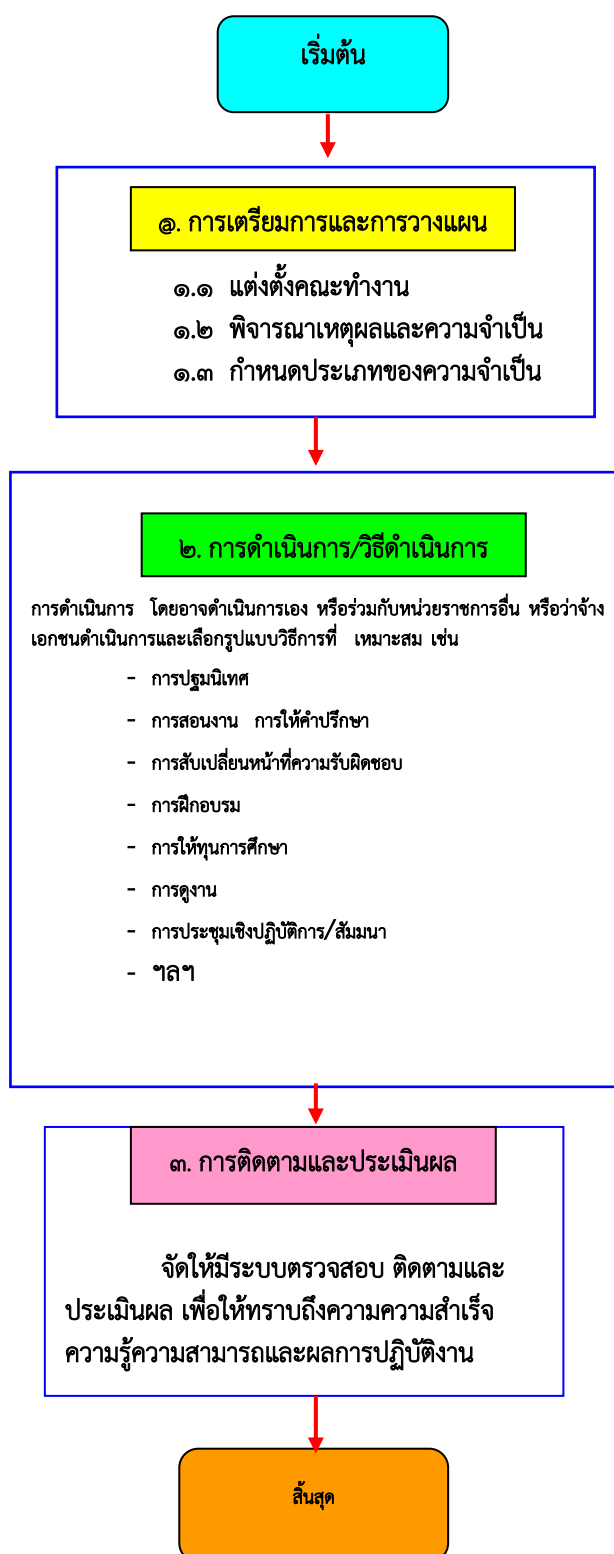 เริ่มต้น
๑. การเตรียมการและการวางแผน
๑.๑ แต่งตั้งคณะทำงาน
๑.๒ พิจารณาเหตุผลและความจำเป็น
๑.๓ กำหนดประเภทของความจำเป็น
๒. การดำเนินการ/วิธีดำเนินการ
การดำเนินการ โดยอาจดำเนินการเอง หรือร่วมกับหน่วยราชการอื่น หรือว่าจ้าง
เอกชนดำเนินการและเลือกรูปแบบวิธีการที่ เหมาะสม เช่น
- การปฐมนิเทศ
- การสอนงาน การให้คำปรึกษา
- การสับเปลี่ยนหน้าที่ความรับผิดชอบ
- การฝึกอบรม
- การให้ทุนการศึกษา
- การดูงาน
- การประชุมเชิงปฏิบัติการ/สัมมนา
- ฯลฯ
๓. การติดตามและประเมินผล
จัดให้มีระบบตรวจสอบ ติดตามและ
ประเมินผล เพื่อให้ทราบถึงความความสำเร็จ
ความรู้ความสามารถและผลการปฏิบัติงาน
สิ้นสุด